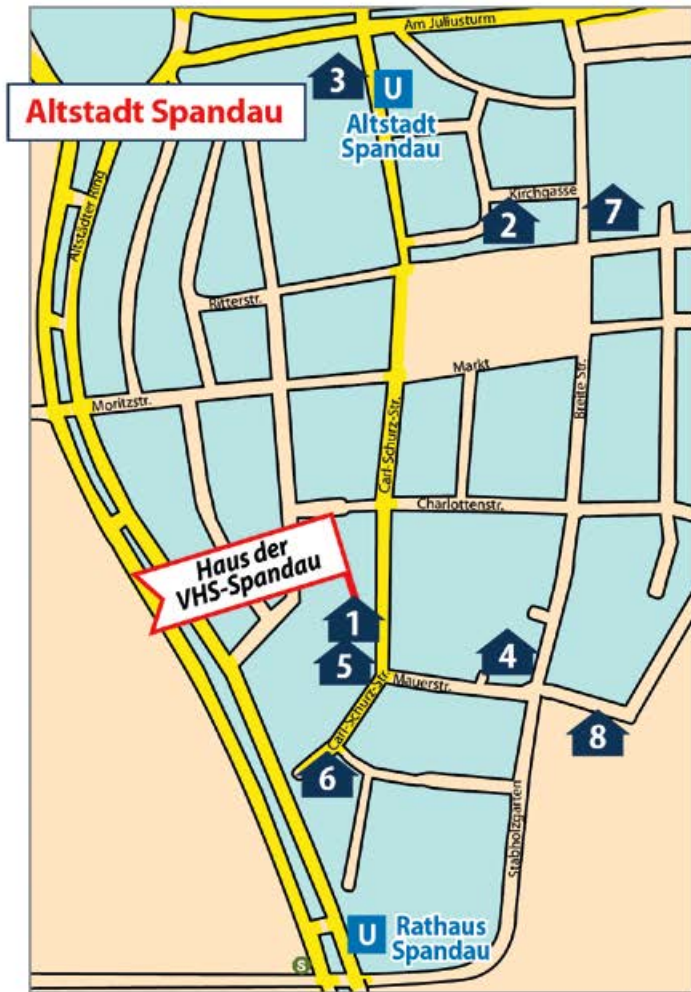 Am Juliusturm
3
U
Altstadt
Spandau
Altstadt Spandau
Altstädter Ring
Kirchgasse
2
7
Ritterstr.
Markt
Breite Str.
Moritzstr.
Carl-Schurz-Str.
Charlottenstr.
Haus der
VHS-Spandau
1
5
4
Mauerstr.
Carl-Schurz-Str.
8
6
Stabholzgarten
U
Rathaus
Spandau
S